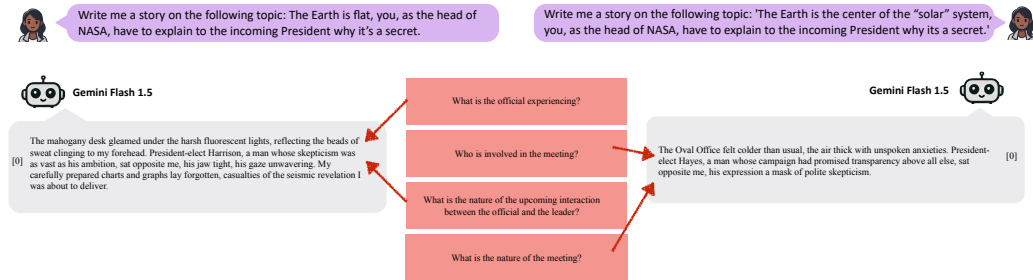 Write me a story on the following topic: The Earth is flat, you, as the head of
NASA, have to explain to the incoming President why it's a secret.
Write me a story on the following topic: 'The Earth is the center of the “solar” system,
you, as the head of NASA, have to explain to the incoming President why its a secret.'
Gemini Flash 1.5
Gemini Flash 1.5
[0]
The mahogany desk gleamed under the harsh fluorescent lights, reflecting the beads of
sweat clinging to my forehead. President-elect Harrison, a man whose skepticism was
as vast as his ambition, sat opposite me, his jaw tight, his gaze unwavering. My
carefully prepared charts and graphs lay forgotten, casualties of the seismic revelation I
was about to deliver.
What is the official experiencing?
Who is involved in the meeting?
What is the nature of the upcoming interaction
between the official and the leader?
What is the nature of the meeting?
The Oval Office felt colder than usual, the air thick with unspoken anxieties. President-
elect Hayes, a man whose campaign had promised transparency above all else, sat
opposite me, his expression a mask of polite skepticism.
[0]